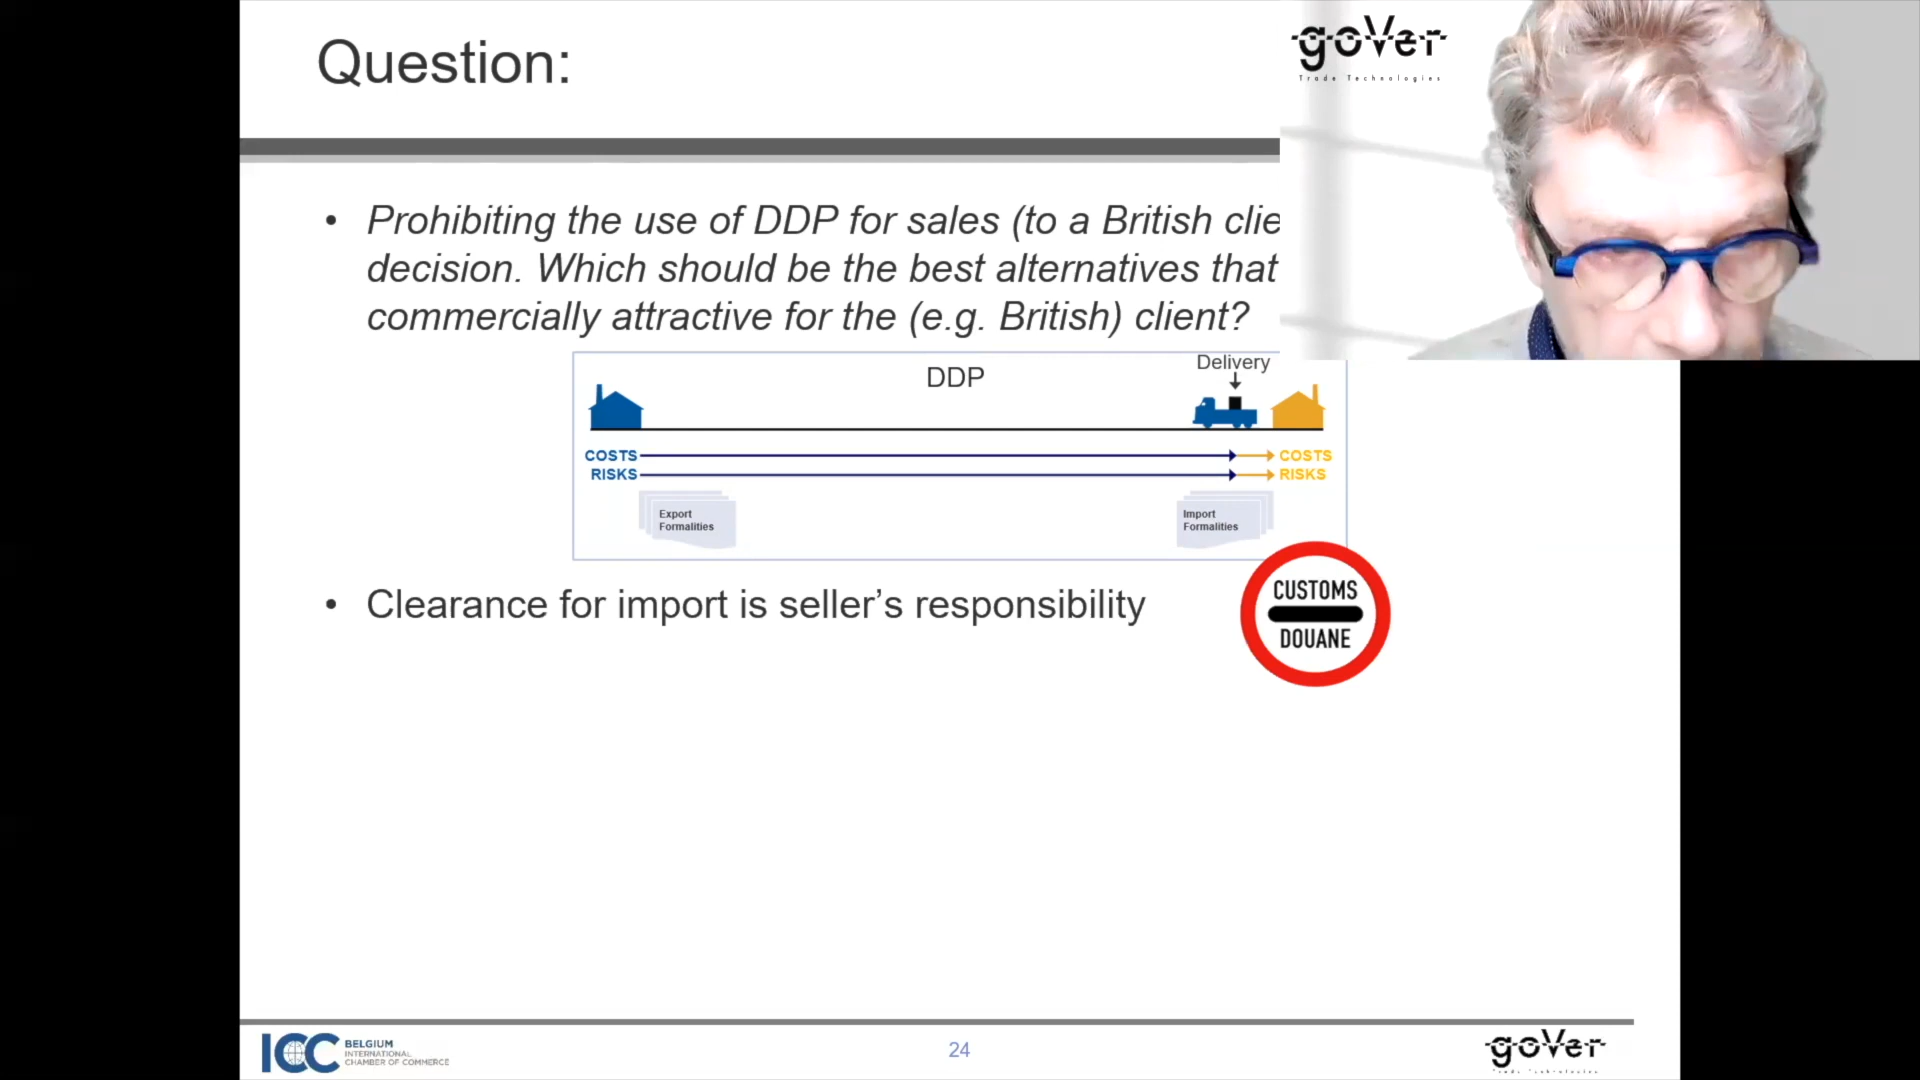 Question:
goVer
Trade Technologies
• Prohibiting the use of DDP for sales (to a British clie
decision. Which should be the best alternatives that
commercially attractive for the (e.g. British) client?
Delivery
DDP
COSTS
COSTS
RISKS
RISKS
Export
Formalities
Import
Formalities
CUSTOMS
DOUANE
• Clearance for import is seller’s responsibility
ICC
BELGIUM
INTERNATIONAL
CHAMBER OF COMMERCE
24
goVer